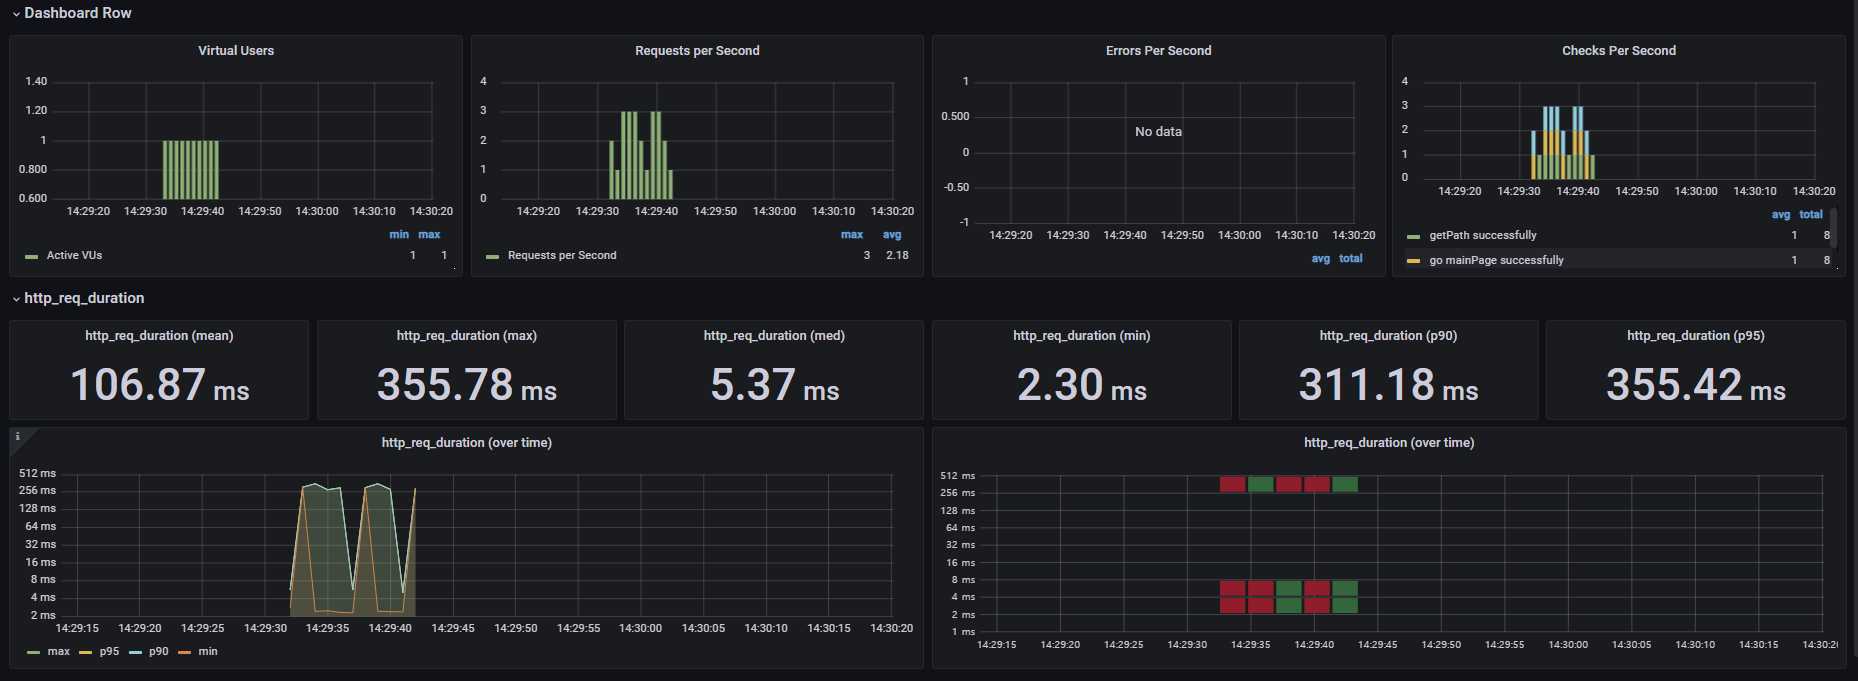 Dashboard Row
Virtual Users
1.40
1.20
1
0.800
0.600
14:29:20 14:29:30 14:29:40 14:29:50 14:30:00 14:30:10 14:30:20
min max
Active VUs 1 1
Requests per Second
4
3
2
1
0
14:29:20 14:29:30 14:29:40 14:29:50 14:30:00 14:30:10 14:30:20
max avg
Requests per Second 3 2.18
Errors Per Second
1
0.500
0
-0.50
-1
No data
14:29:20 14:29:30 14:29:40 14:29:50 14:30:00 14:30:10 14:30:20
avg total
Checks Per Second
4
3
2
1
0
14:29:20 14:29:30 14:29:40 14:29:50 14:30:00 14:30:10 14:30:20
avg total
getPath successfully 1 8
go mainPage successfully 1 8
http_req_duration
http_req_duration (mean)
106.87 ms
http_req_duration (max)
355.78 ms
http_req_duration (med)
5.37 ms
http_req_duration (min)
2.30 ms
http_req_duration (p90)
311.18 ms
http_req_duration (p95)
355.42 ms
i
http_req_duration (over time)
512 ms
256 ms
128 ms
64 ms
32 ms
16 ms
8 ms
4 ms
2 ms
14:29:15 14:29:20 14:29:25 14:29:30 14:29:35 14:29:40 14:29:45 14:29:50 14:29:55 14:30:00 14:30:05 14:30:10 14:30:15 14:30:20
max p95 p90 min
http_req_duration (over time)
512 ms
256 ms
128 ms
64 ms
32 ms
16 ms
8 ms
4 ms
2 ms
1 ms
14:29:15 14:29:20 14:29:25 14:29:30 14:29:35 14:29:40 14:29:45 14:29:50 14:29:55 14:30:00 14:30:05 14:30:10 14:30:15 14:30:2